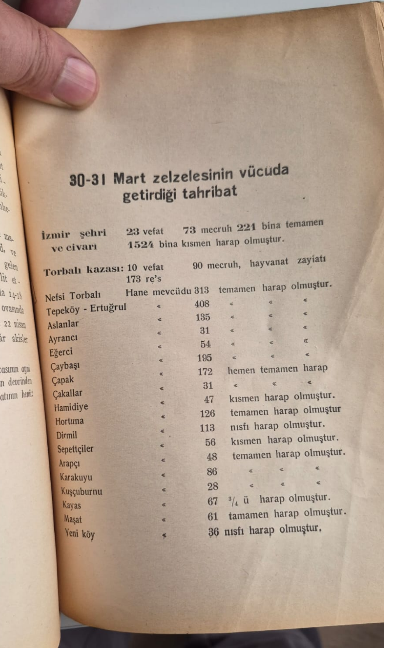 30-31 Mart zelzelesinin vücuda
getirdiği tahribat
İzmir şehri 23 vefat 73 mecruh 221 bina temamen
ve civarı 1524 bina kısmen harap olmuştur.
Torbalı kazası: 10 vefat 90 mecruh, hayvanat zayiatı
173 re's
Nefsi Torbalı Hane mevcüdü 313 temamen harap olmuştur.
Tepeköy - Ertuğrul « 408 « « «
Aslanlar « 135 « « «
Ayrancı « 31 « « «
Eğerci « 54 « « «
Çaybaşı « 195 « « «
Çapak « 172 hemen temamen harap
Çakallar « 31 « « «
Hamidiye « 47 kısmen harap olmuştur.
Hortuna « 126 temamen harap olmuştur
Dirmil « 113 nısfı harap olmuştur.
Sepetçiler « 56 kısmen harap olmuştur.
Arapçı « 48 temamen harap olmuştur.
Karakuyu « 86 « « «
Kuşçuburnu « 28 « « «
Kayas « 67 ³/₄ ü harap olmuştur.
Maşat « 61 tamamen harap olmuştur.
Yeni köy « 36 nısfı harap olmuştur.